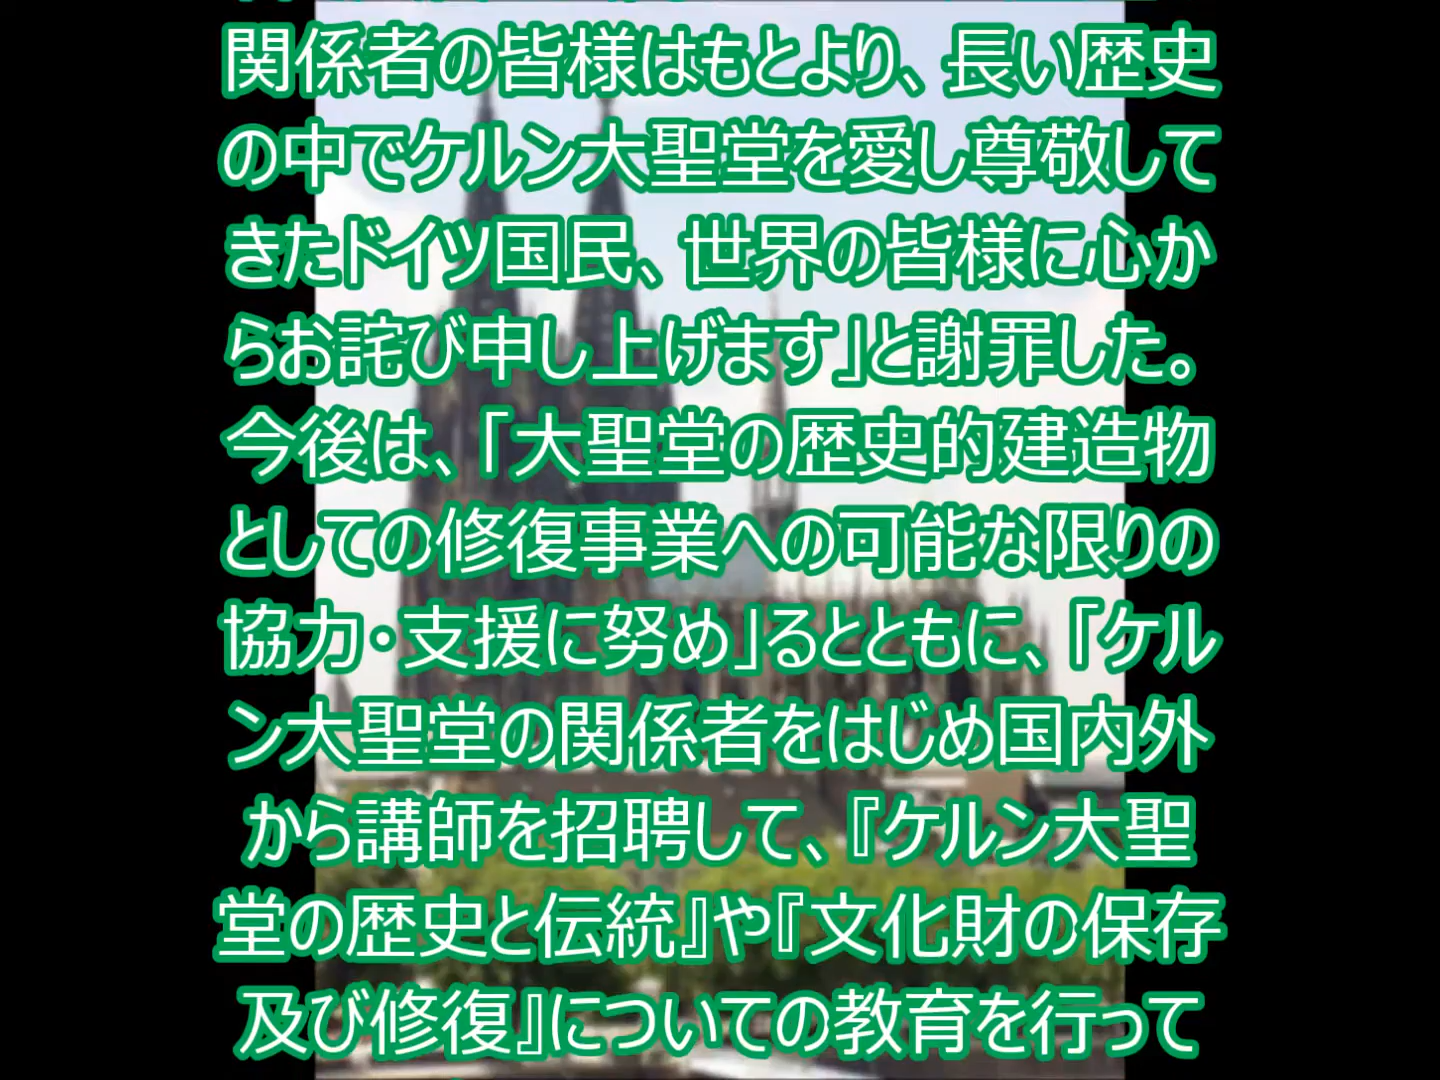 関係者の皆様はもとより、長い歴史
の中でケルン大聖堂を愛し尊敬して
きたドイツ国民、世界の皆様に心か
らお詫び申し上げます」と謝罪した。
今後は、「大聖堂の歴史的建造物
としての修復事業への可能な限りの
協力・支援に努め」るとともに、「ケル
ン大聖堂の関係者をはじめ国内外
から講師を招聘して、『ケルン大聖
堂の歴史と伝統』や『文化財の保存
及び修復』についての教育を行って